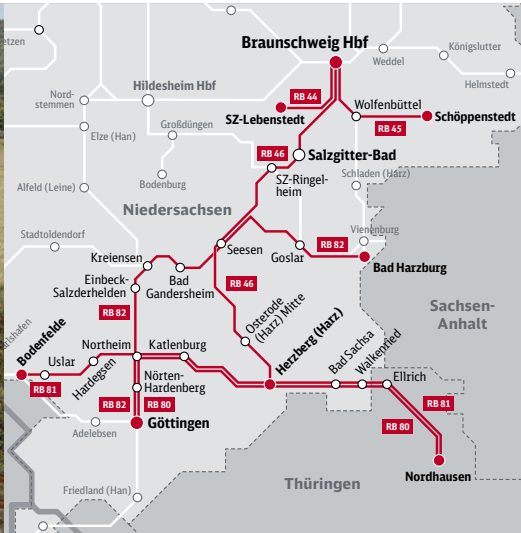 Braunschweig Hbf
Weddel
Königslutter
Helmstedt
Hildesheim Hbf
Nord-
stemmen
RB 44
SZ-Lebenstedt
Wolfenbüttel
RB 45
Schöppenstedt
Großdüngen
Elze (Han)
RB 46
Salzgitter-Bad
SZ-Ringel-
heim
Schladen (Harz)
Bodenburg
Alfeld (Leine)
Niedersachsen
Vienenburg
Stadtoldendorf
Kreiensen
Seesen
Goslar
RB 82
Bad Harzburg
Bad
Gandersheim
Einbeck-
Salzderhelden
RB 46
Sachsen-
Anhalt
RB 82
Osterode
(Harz) Mitte
Bodenfelde
Northeim
Katlenburg
Herzberg (Harz)
Bad Sachsa
Walkenried
Uslar
Hardegsen
Ellrich
RB 81
Nörten-
Hardenberg
RB 82
RB 80
RB 81
RB 80
Adelebsen
Göttingen
Nordhausen
Friedland (Han)
Thüringen